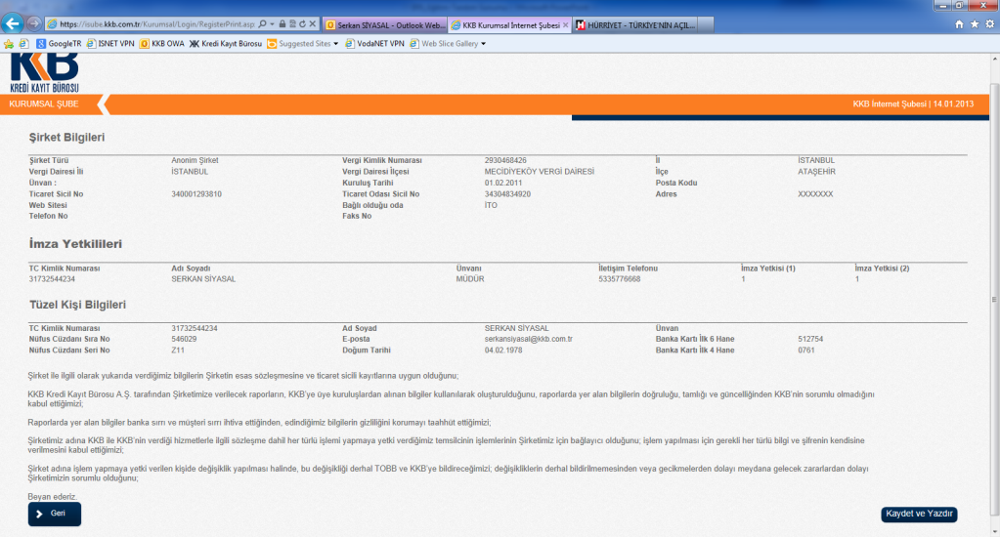 https://isube.kkb.com.tr/Kurumsal/Login/RegisterPrint.asp
Serkan SİYASAL - Outlook Web...
KKB Kurumsal İnternet Şubesi
HÜRRİYET - TÜRKİYE'NİN AÇIL...
GoogleTR
ISNET VPN
KKB OWA
Kredi Kayıt Bürosu
Suggested Sites
VodaNET VPN
Web Slice Gallery
KKB
KREDİ KAYIT BÜROSU
KURUMSAL ŞUBE
KKB İnternet Şubesi | 14.01.2013
Şirket Bilgileri
Şirket Türü Anonim Şirket Vergi Kimlik Numarası 2930468426 İl İSTANBUL
Vergi Dairesi İli İSTANBUL Vergi Dairesi İlçesi MECİDİYEKÖY VERGİ DAİRESİ İlçe ATAŞEHİR
Ünvan : Kuruluş Tarihi 01.02.2011 Posta Kodu
Ticaret Sicil No 340001293810 Ticaret Odası Sicil No 34304834920 Adres XXXXXXX
Web Sitesi Bağlı olduğu oda İTO
Telefon No Faks No
İmza Yetkilileri
TC Kimlik Numarası Adı Soyadı Ünvanı İletişim Telefonu İmza Yetkisi (1) İmza Yetkisi (2)
31732544234 SERKAN SİYASAL MÜDÜR 5335776668 1 1
Tüzel Kişi Bilgileri
TC Kimlik Numarası 31732544234 Ad Soyad SERKAN SİYASAL Ünvan
Nüfus Cüzdanı Sıra No 546029 E-posta serkansiyasal@kkb.com.tr Banka Kartı İlk 6 Hane 512754
Nüfus Cüzdanı Seri No Z11 Doğum Tarihi 04.02.1978 Banka Kartı İlk 4 Hane 0761
Şirket ile ilgili olarak yukarıda verdiğimiz bilgilerin Şirketin esas sözleşmesine ve ticaret sicili kayıtlarına uygun olduğunu;
KKB Kredi Kayıt Bürosu A.Ş. tarafından Şirketimize verilecek raporların, KKB'ye üye kuruluşlardan alınan bilgiler kullanılarak oluşturulduğunu, raporlarda yer alan bilgilerin doğruluğu, tamlığı ve güncelliğinden KKB'nin sorumlu olmadığını
kabul ettiğimizi;
Raporlarda yer alan bilgiler banka sırrı ve müşteri sırrı ihtiva ettiğinden, edindiğimiz bilgilerin gizliliğini korumayı taahhüt ettiğimizi;
Şirketimiz adına KKB ile KKB'nin verdiği hizmetlerle ilgili sözleşme dahil her türlü işlemi yapmaya yetki verdiğimiz temsilcinin işlemlerinin Şirketimiz için bağlayıcı olduğunu; işlem yapılması için gerekli her türlü bilgi ve şifrenin kendisine
verilmesini kabul ettiğimizi;
Şirket adına işlem yapmaya yetki verilen kişide değişiklik yapılması halinde, bu değişikliği derhal TOBB ve KKB'ye bildireceğimizi; değişikliklerin derhal bildirilmemesinden veya gecikmelerden dolayı meydana gelecek zararlardan dolayı
Şirketimizin sorumlu olduğunu;
Beyan ederiz.
Geri
Kaydet ve Yazdır